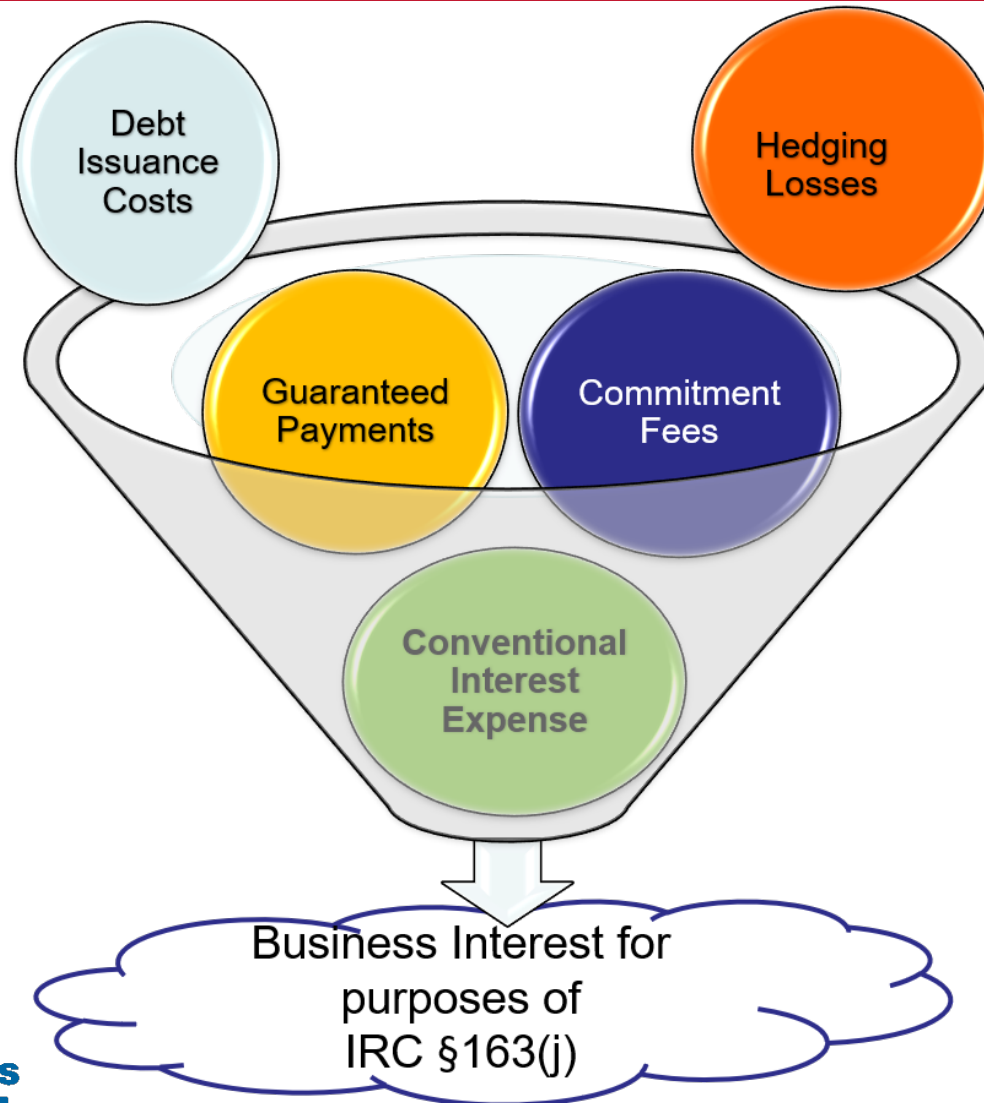 Debt
Issuance
Costs
Hedging
Losses
Guaranteed
Payments
Commitment
Fees
Conventional
Interest
Expense
Business Interest for
purposes of
IRC §163(j)